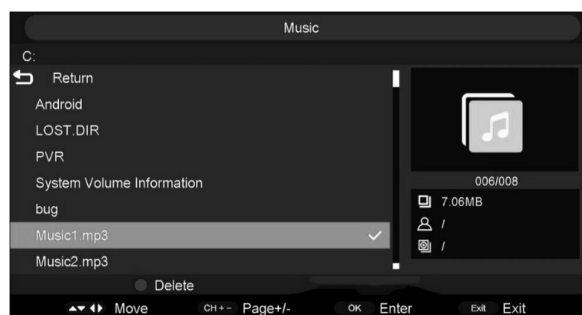 Music
C:
Return
Android
LOST.DIR
PVR
System Volume Information
bug
Music1.mp3
Music2.mp3
006/008
7.06MB
/
/
Delete
Move CH + - Page+/- OK Enter Exit Exit